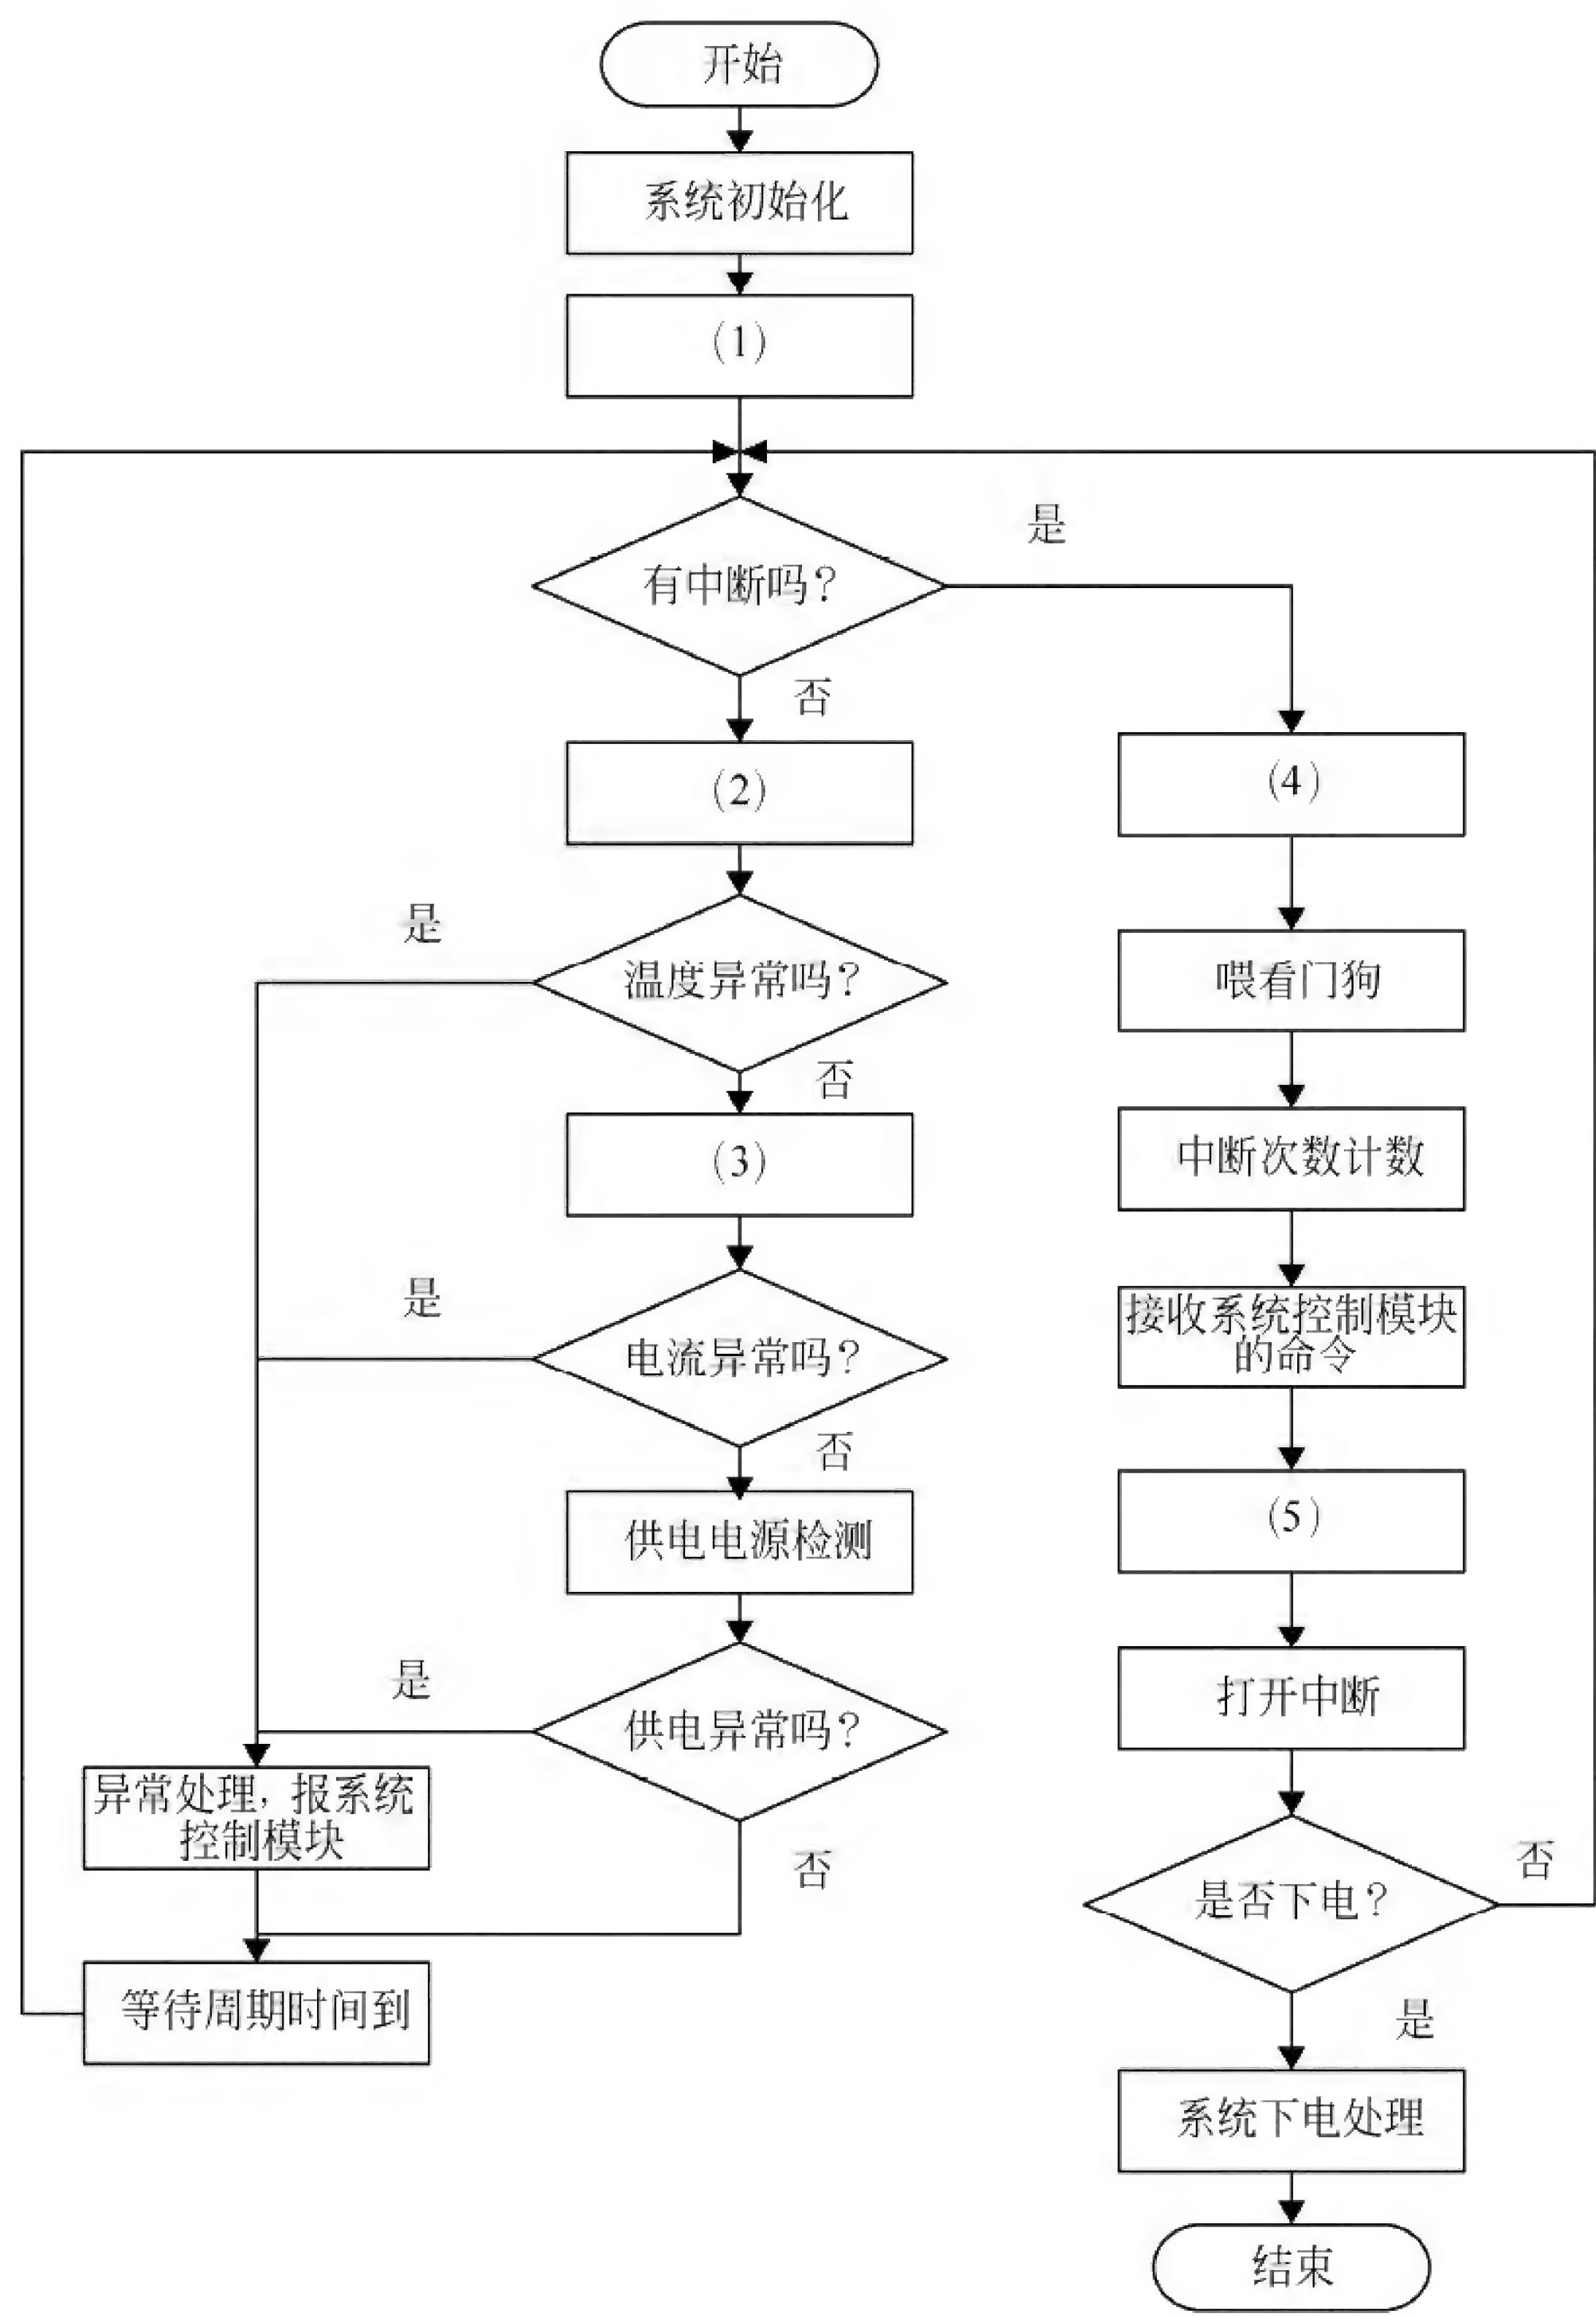 开始
系统初始化
(1)
有中断吗?
是
否
(2)
(4)
温度异常吗?
是
否
喂看门狗
(3)
中断次数计数
电流异常吗?
是
否
接收系统控制模块
的命令
供电电源检测
(5)
供电异常吗?
是
否
打开中断
异常处理，报系统
控制模块
是否下电?
否
是
等待周期时间到
系统下电处理
结束